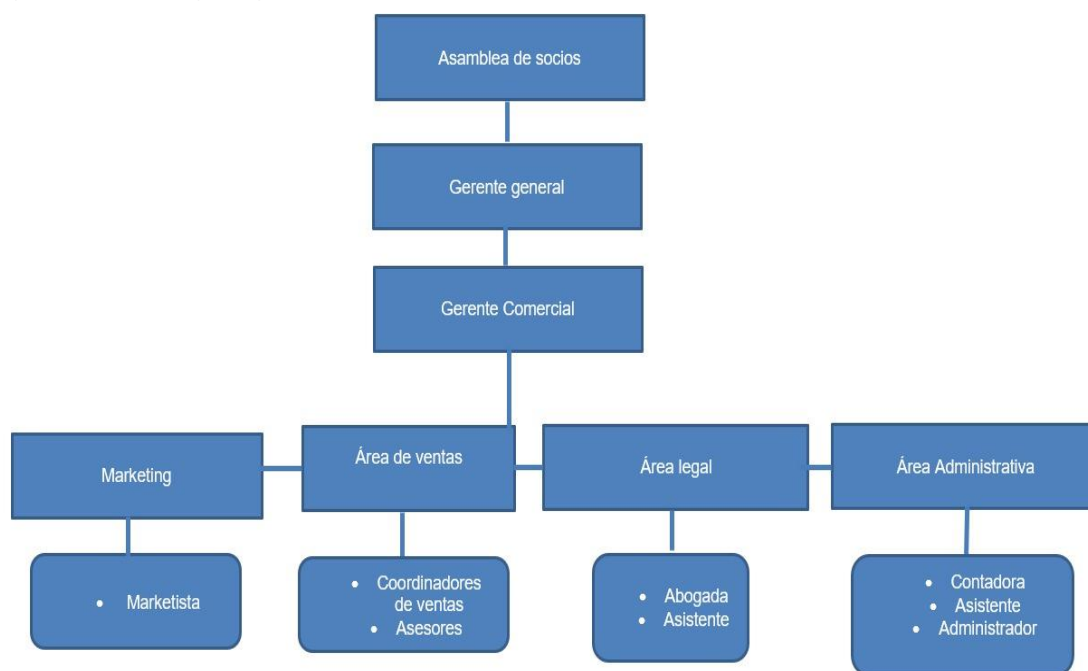 Asamblea de socios
Gerente general
Gerente Comercial
Marketing
Área de ventas
Área legal
Área Administrativa
• Marketista
• Coordinadores
de ventas
• Asesores
• Abogada
• Asistente
• Contadora
• Asistente
• Administrador